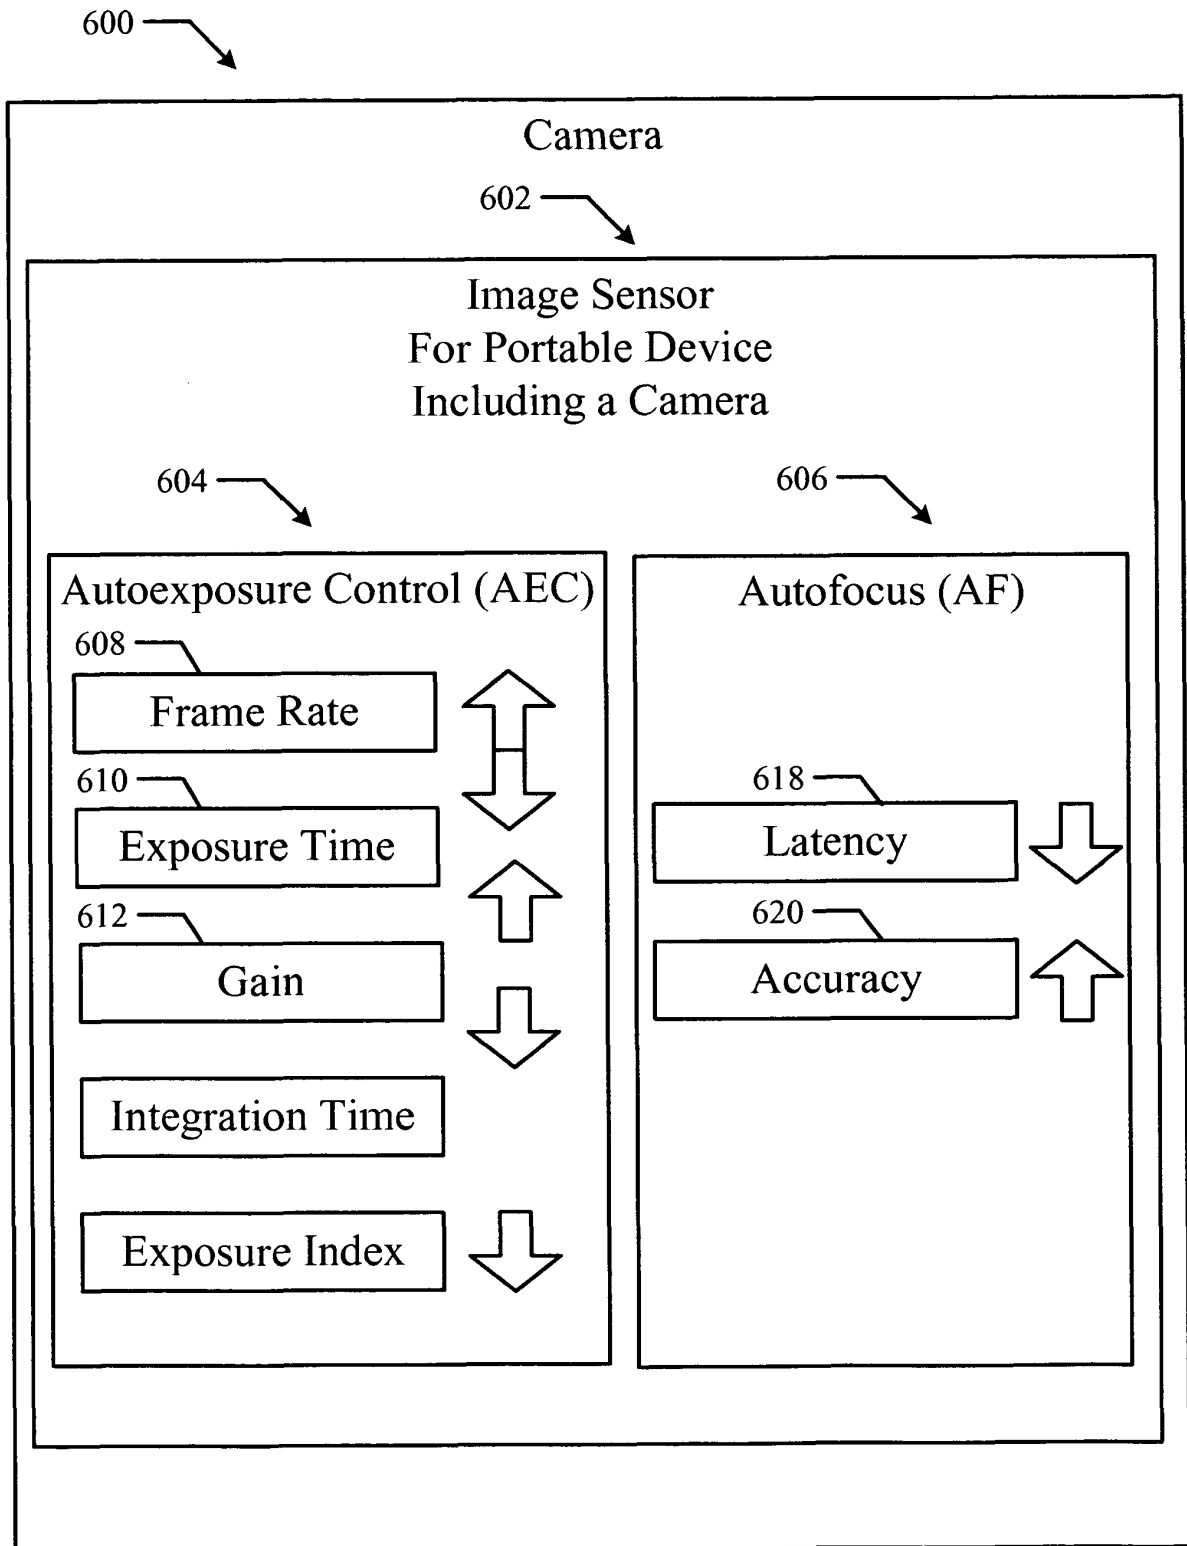 600
Camera
602
Image Sensor
For Portable Device
Including a Camera
604
606
Autoexposure Control (AEC)
608
Frame Rate
610
Exposure Time
612
Gain
Integration Time
Exposure Index
Autofocus (AF)
618
Latency
620
Accuracy